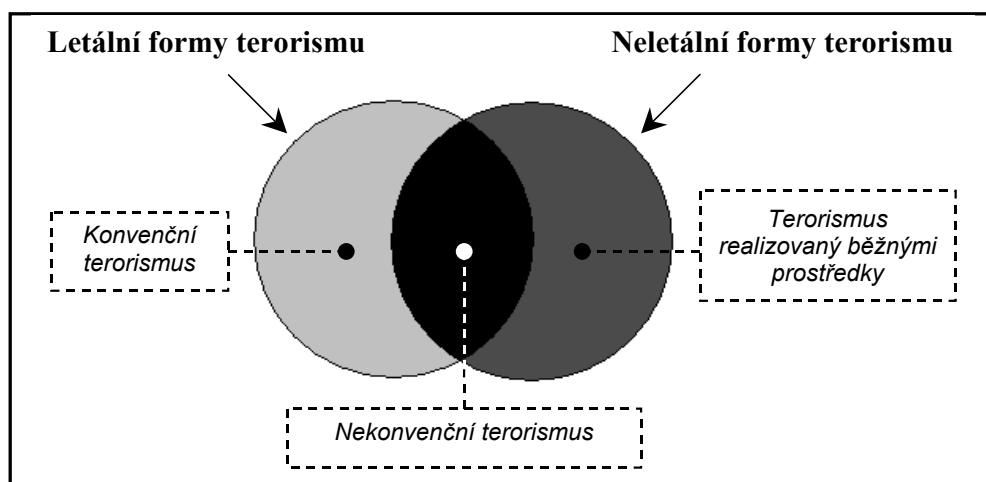 Letální formy terorismu
Neletální formy terorismu
Konvenční
terorismus
Terorismus
realizovaný běžnými
prostředky
Nekonvenční terorismus